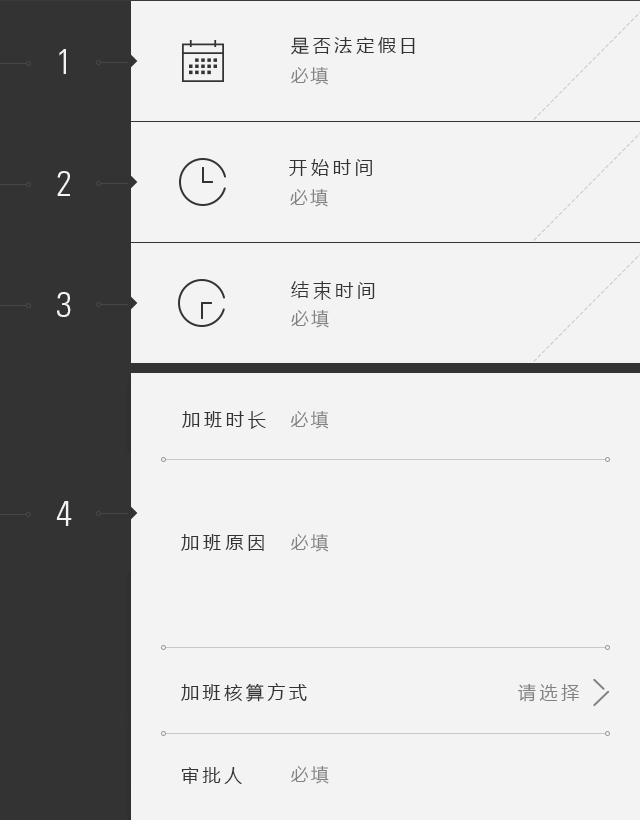 1
是否法定假日
必填
2
开始时间
必填
3
结束时间
必填
加班时长 必填
4
加班原因 必填
加班核算方式 请选择
审批人 必填